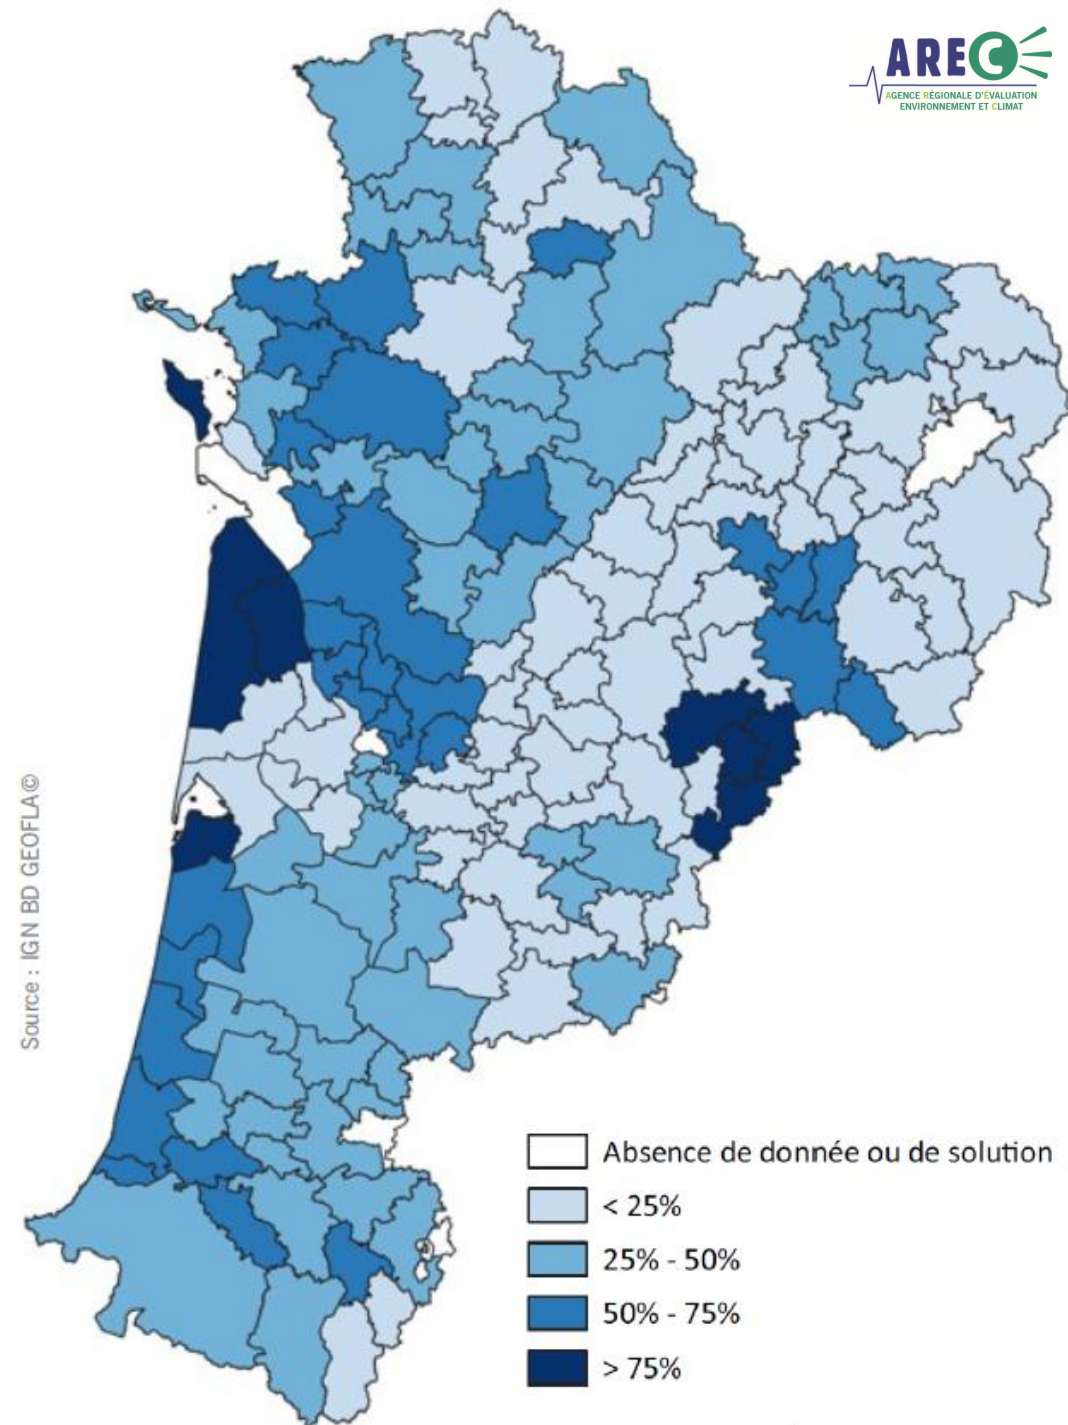 AREC
AGENCE RÉGIONALE D'ÉVALUATION
ENVIRONNEMENT ET CLIMAT
Source : IGN BD GEOFLA©
Absence de donnée ou de solution
< 25%
25% - 50%
50% - 75%
> 75%